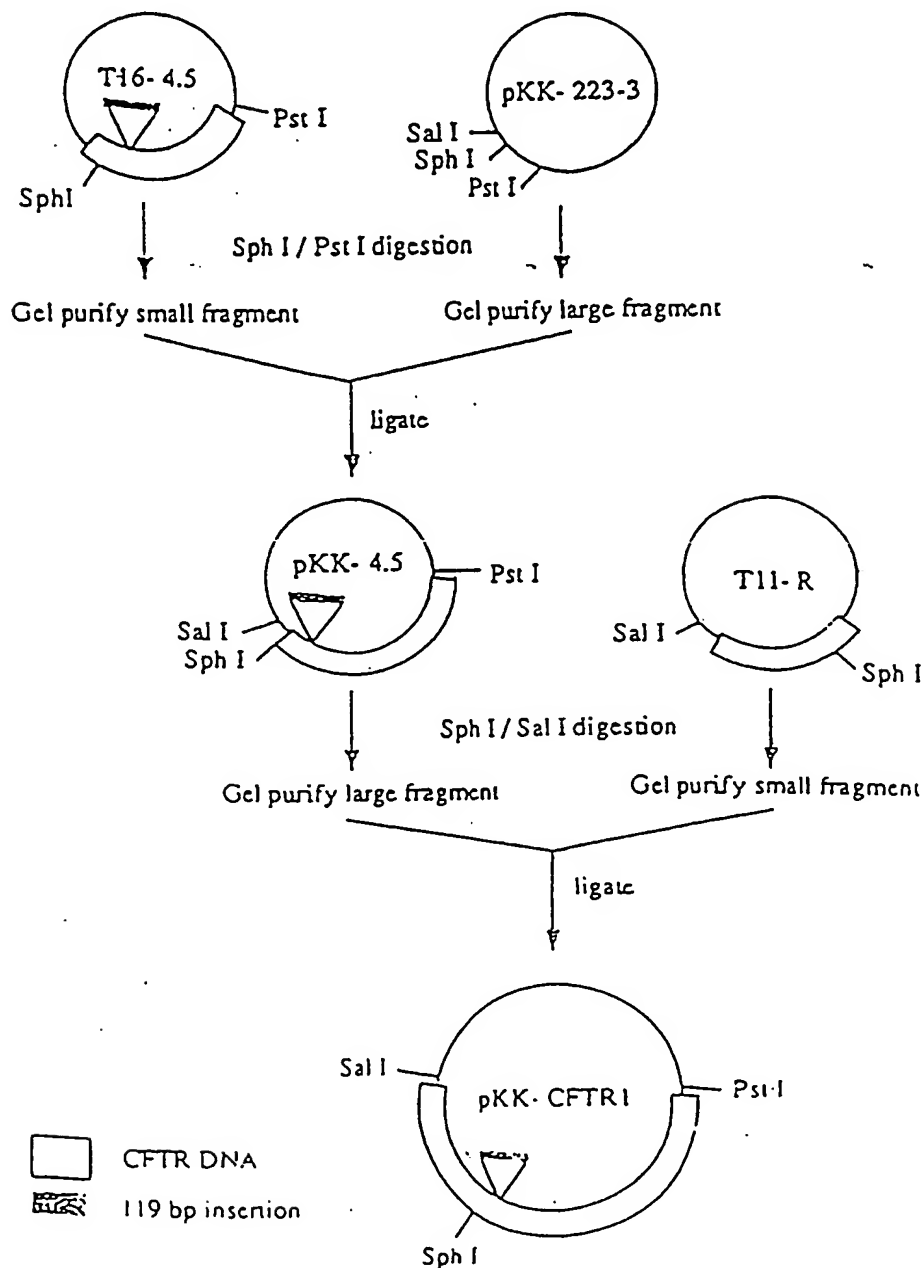 T16-4.5
Pst I
SphI
pKK-223-3
Sal I
Sph I
Pst I
Sph I / Pst I digestion
Gel purify small fragment
Gel purify large fragment
ligate
pKK-4.5
Pst I
Sal I
Sph I
T11-R
Sal I
Sph I
Sph I / Sal I digestion
Gel purify large fragment
Gel purify small fragment
ligate
Sal I
pKK-CFTR1
Pst I
Sph I
CFTR DNA
119 bp insertion